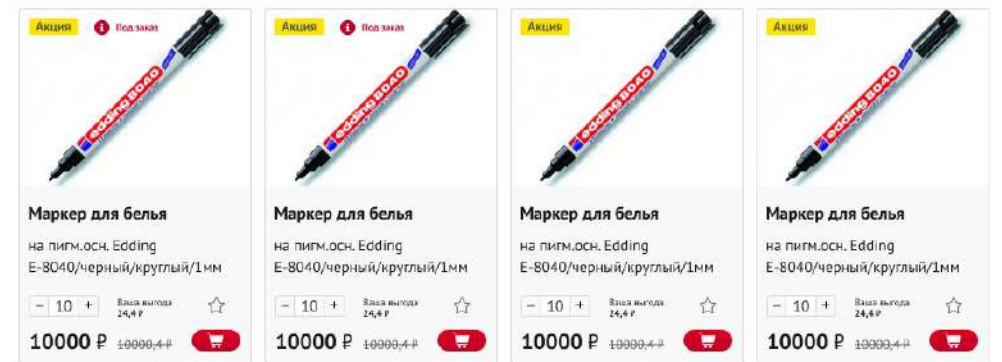 Акция Под заказ
Акция Под заказ
Акция
Акция
edding 8040
edding 8040
edding 8040
edding 8040
Маркер для белья
на пигм.осн. Edding
E-8040/черный/круглый/1мм
– 10 + Ваша выгода
24,4 ₽
10000 ₽ 10000,4 ₽
Маркер для белья
на пигм.осн. Edding
E-8040/черный/круглый/1мм
– 10 + Ваша выгода
24,4 ₽
10000 ₽ 10000,4 ₽
Маркер для белья
на пигм.осн. Edding
E-8040/черный/круглый/1мм
– 10 + Ваша выгода
24,4 ₽
10000 ₽ 10000,4 ₽
Маркер для белья
на пигм.осн. Edding
E-8040/черный/круглый/1мм
– 10 + Ваша выгода
24,4 ₽
10000 ₽ 10000,4 ₽